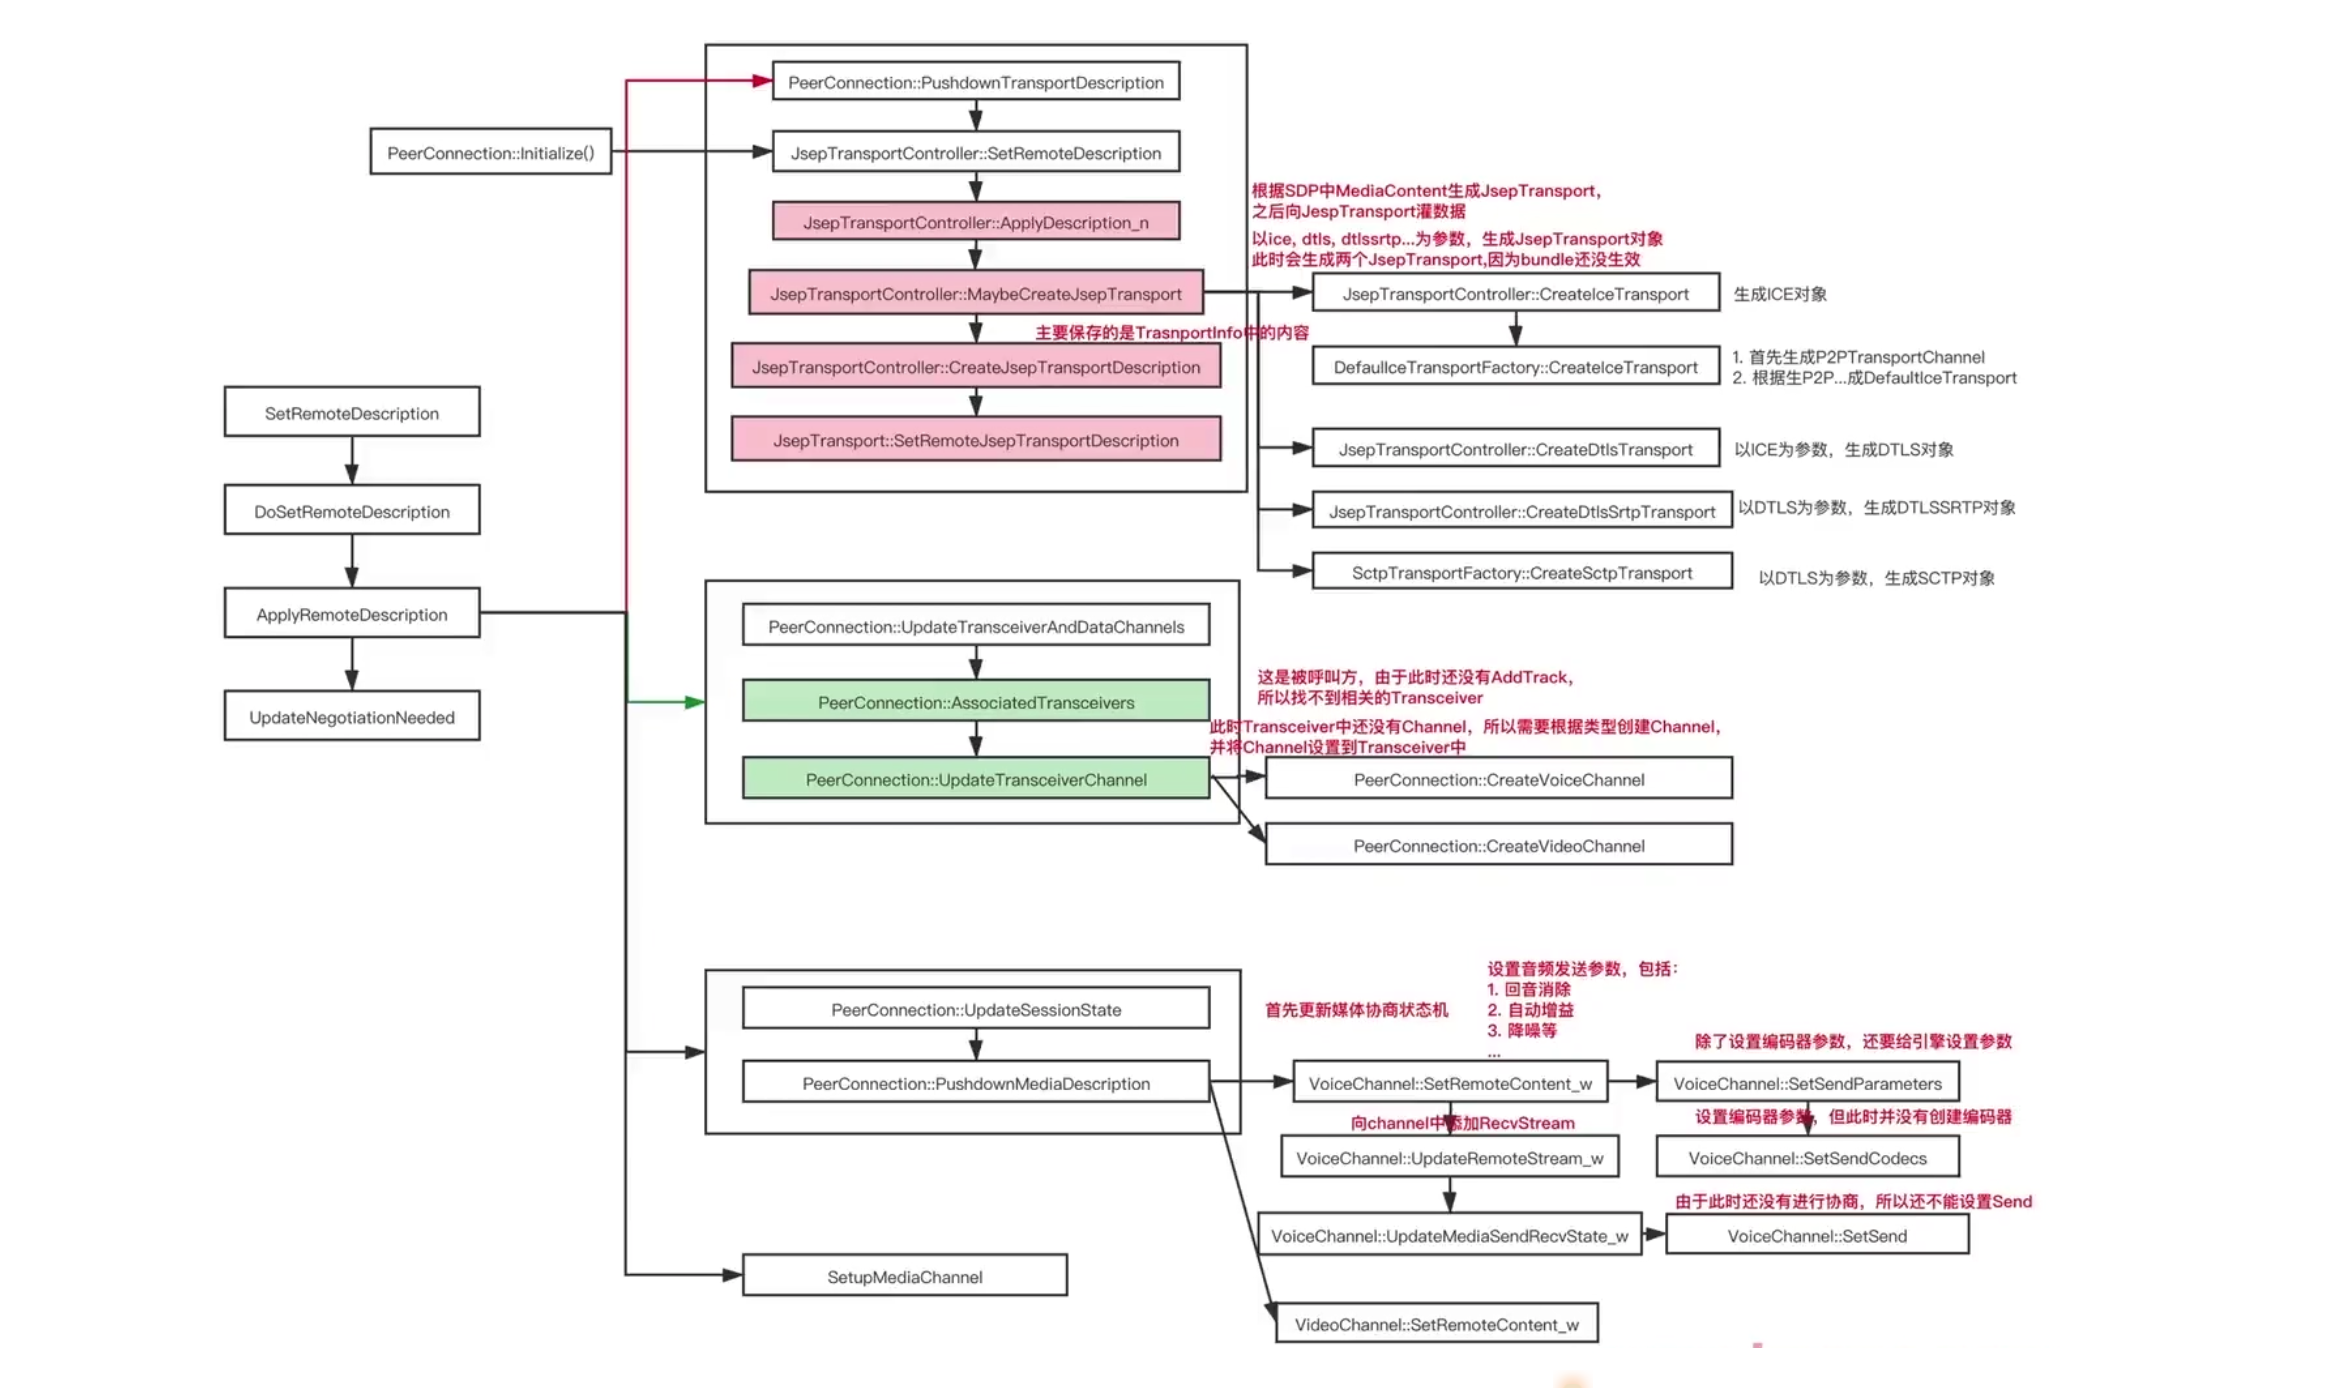 PeerConnection::PushdownTransportDescription
PeerConnection::Initialize()
JsepTransportController::SetRemoteDescription
JsepTransportController::ApplyDescription_n
根据SDP中MediaContent生成JsepTransport，
之后向JespTransport灌数据
以ice, dtls, dtlssrtp...为参数，生成JsepTransport对象
此时会生成两个JsepTransport,因为bundle还没生效
JsepTransportController::MaybeCreateJsepTransport
JsepTransportController::CreateIceTransport
生成ICE对象
主要保存的是TrasnportInfo中的内容
JsepTransportController::CreateJsepTransportDescription
DefaulIceTransportFactory::CreateIceTransport
1. 首先生成P2PTransportChannel
2. 根据生P2P...成DefaultIceTransport
JsepTransport::SetRemoteJsepTransportDescription
JsepTransportController::CreateDtlsTransport
以ICE为参数，生成DTLS对象
JsepTransportController::CreateDtlsSrtpTransport
以DTLS为参数，生成DTLSSRTP对象
SctpTransportFactory::CreateSctpTransport
以DTLS为参数，生成SCTP对象
SetRemoteDescription
DoSetRemoteDescription
ApplyRemoteDescription
UpdateNegotiationNeeded
PeerConnection::UpdateTransceiverAndDataChannels
PeerConnection::AssociatedTransceivers
这是被呼叫方，由于此时还没有AddTrack，
所以找不到相关的Transceiver
此时Transceiver中还没有Channel，所以需要根据类型创建Channel，
并将Channel设置到Transceiver中
PeerConnection::UpdateTransceiverChannel
PeerConnection::CreateVoiceChannel
PeerConnection::CreateVideoChannel
PeerConnection::UpdateSessionState
首先更新媒体协商状态机
设置音频发送参数，包括：
1. 回音消除
2. 自动增益
3. 降噪等
...
除了设置编码器参数，还要给引擎设置参数
PeerConnection::PushdownMediaDescription
VoiceChannel::SetRemoteContent_w
VoiceChannel::SetSendParameters
向channel中添加RecvStream
设置编码器参数，但此时并没有创建编码器
VoiceChannel::UpdateRemoteStream_w
VoiceChannel::SetSendCodecs
由于此时还没有进行协商，所以还不能设置Send
VoiceChannel::UpdateMediaSendRecvState_w
VoiceChannel::SetSend
SetupMediaChannel
VideoChannel::SetRemoteContent_w